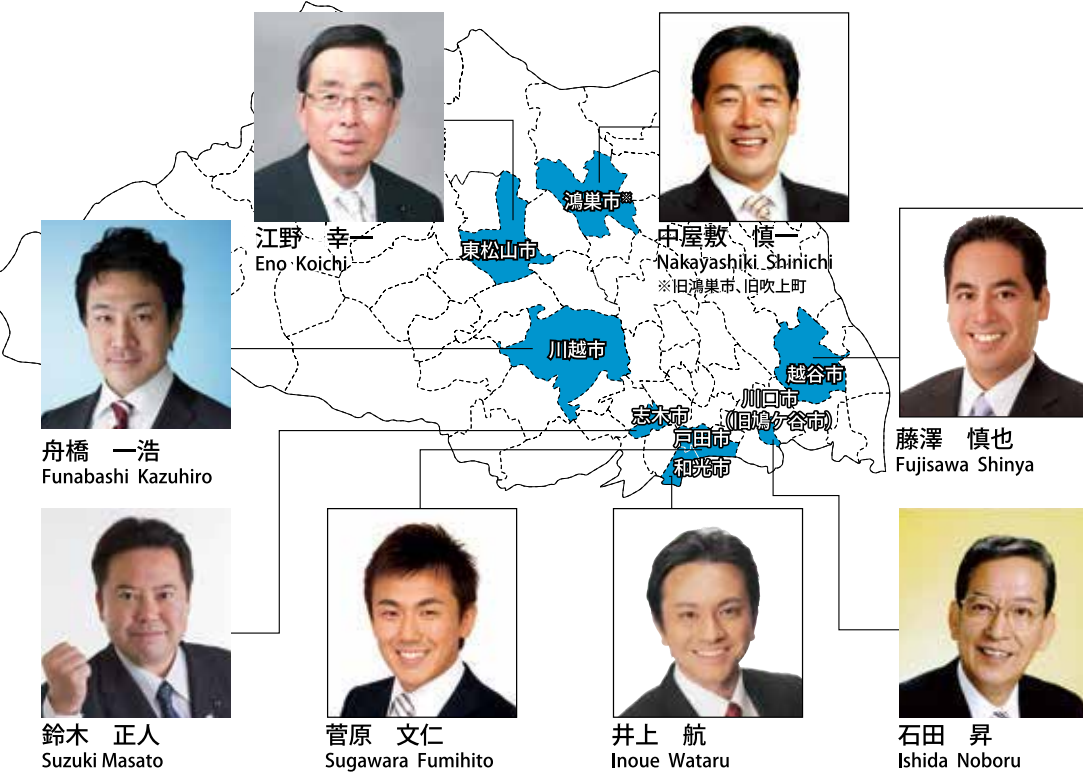 江野 幸一
Eno Koichi
中屋敷 慎一
Nakayashiki Shinichi
※旧鴻巣市、旧吹上町
鴻巣市※
東松山市
川越市
越谷市
川口市
(旧鳩ケ谷市)
志木市
戸田市
和光市
舟橋 一浩
Funabashi Kazuhiro
藤澤 慎也
Fujisawa Shinya
鈴木 正人
Suzuki Masato
菅原 文仁
Sugawara Fumihito
井上 航
Inoue Wataru
石田 昇
Ishida Noboru